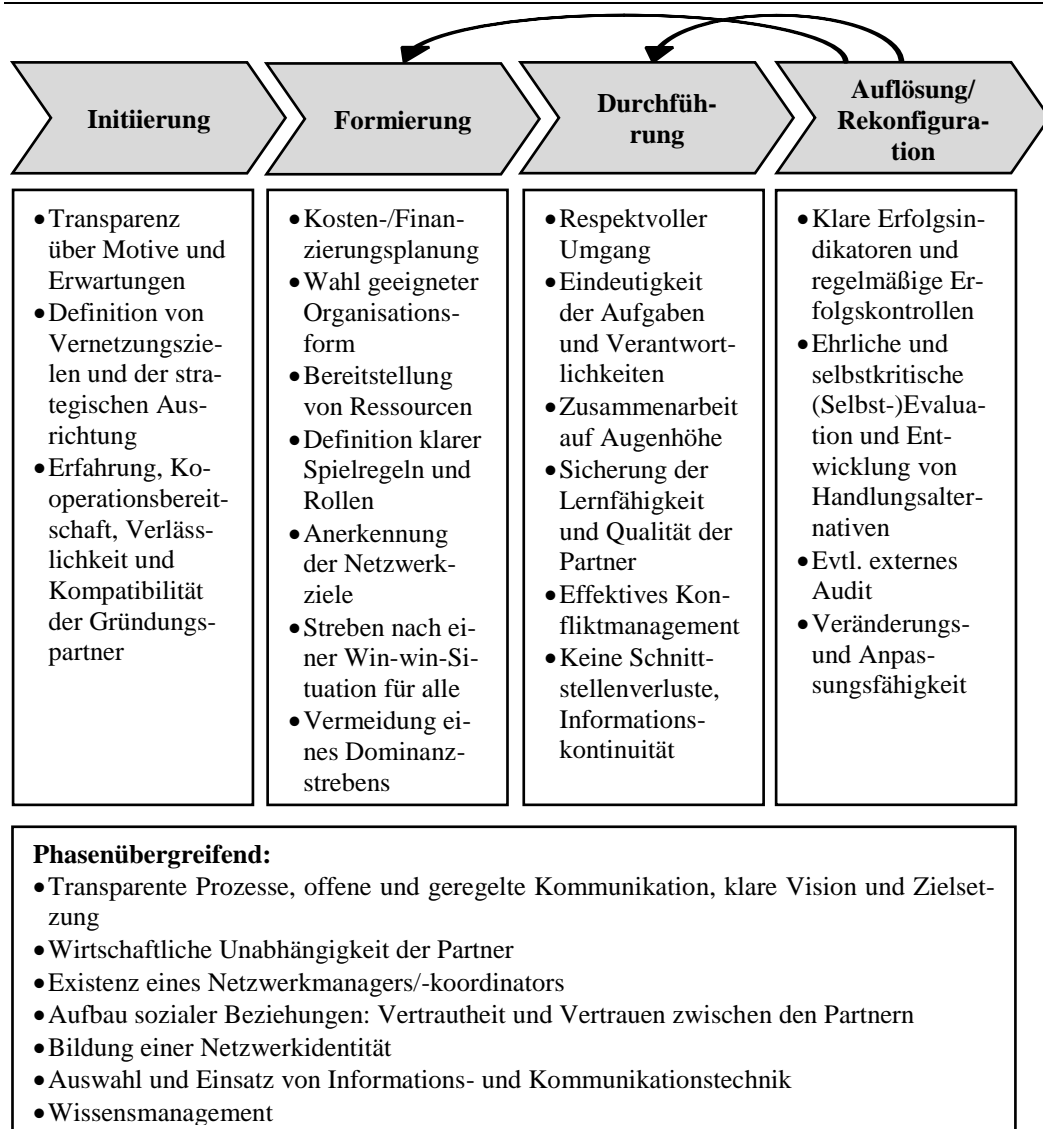 Initiierung
Formierung
Durchfüh-
rung
Auflösung/
Rekonfigura-
tion
•Transparenz
über Motive und
Erwartungen
•Definition von
Vernetzungszie-
len und der stra-
tegischen Aus-
richtung
•Erfahrung, Ko-
operationsbereit-
schaft, Verläss-
lichkeit und
Kompatibilität
der Gründungs-
partner
•Kosten-/Finan-
zierungsplanung
•Wahl geeigneter
Organisations-
form
•Bereitstellung
von Ressourcen
•Definition klarer
Spielregeln und
Rollen
•Anerkennung
der Netzwerk-
ziele
•Streben nach ei-
ner Win-win-Si-
tuation für alle
•Vermeidung ei-
nes Dominanz-
strebens
•Respektvoller
Umgang
•Eindeutigkeit
der Aufgaben
und Verantwort-
lichkeiten
•Zusammenarbeit
auf Augenhöhe
•Sicherung der
Lernfähigkeit
und Qualität der
Partner
•Effektives Kon-
fliktmanagement
•Keine Schnitt-
stellenverluste,
Informations-
kontinuität
•Klare Erfolgsin-
dikatoren und
regelmäßige Er-
folgskontrollen
•Ehrliche und
selbstkritische
(Selbst-)Evalua-
tion und Ent-
wicklung von
Handlungsalter-
nativen
•Evtl. externes
Audit
•Veränderungs-
und Anpas-
sungsfähigkeit
Phasenübergreifend:
•Transparente Prozesse, offene und geregelte Kommunikation, klare Vision und Zielset-
zung
•Wirtschaftliche Unabhängigkeit der Partner
•Existenz eines Netzwerkmanagers/-koordinators
•Aufbau sozialer Beziehungen: Vertrautheit und Vertrauen zwischen den Partnern
•Bildung einer Netzwerkidentität
•Auswahl und Einsatz von Informations- und Kommunikationstechnik
•Wissensmanagement